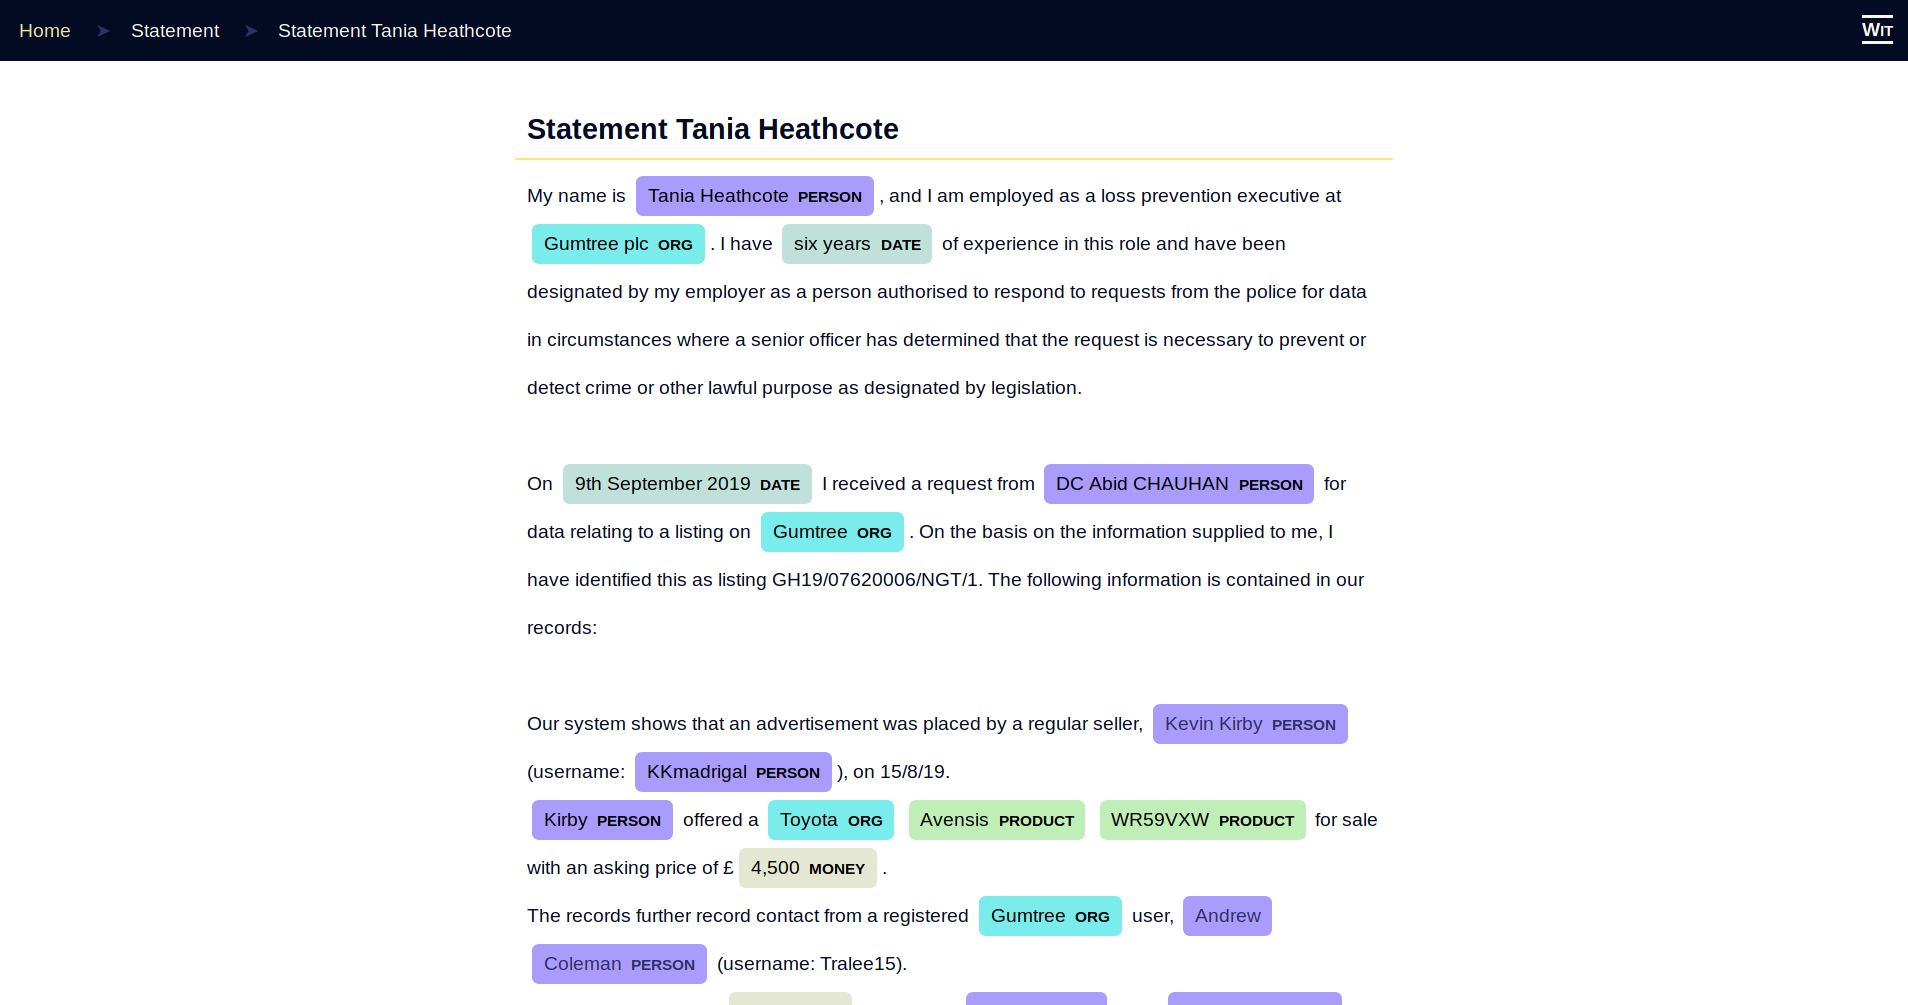 Home ➤ Statement ➤ Statement Tania Heathcote WIT
Statement Tania Heathcote
My name is Tania Heathcote PERSON , and I am employed as a loss prevention executive at
Gumtree plc ORG . I have six years DATE of experience in this role and have been
designated by my employer as a person authorised to respond to requests from the police for data
in circumstances where a senior officer has determined that the request is necessary to prevent or
detect crime or other lawful purpose as designated by legislation.
On 9th September 2019 DATE I received a request from DC Abid CHAUHAN PERSON for
data relating to a listing on Gumtree ORG . On the basis on the information supplied to me, I
have identified this as listing GH19/07620006/NGT/1. The following information is contained in our
records:
Our system shows that an advertisement was placed by a regular seller, Kevin Kirby PERSON
(username: KKmadrigal PERSON ), on 15/8/19.
Kirby PERSON offered a Toyota ORG Avensis PRODUCT WR59VXW PRODUCT for sale
with an asking price of £ 4,500 MONEY .
The records further record contact from a registered Gumtree ORG user, Andrew
Coleman PERSON (username: Tralee15).